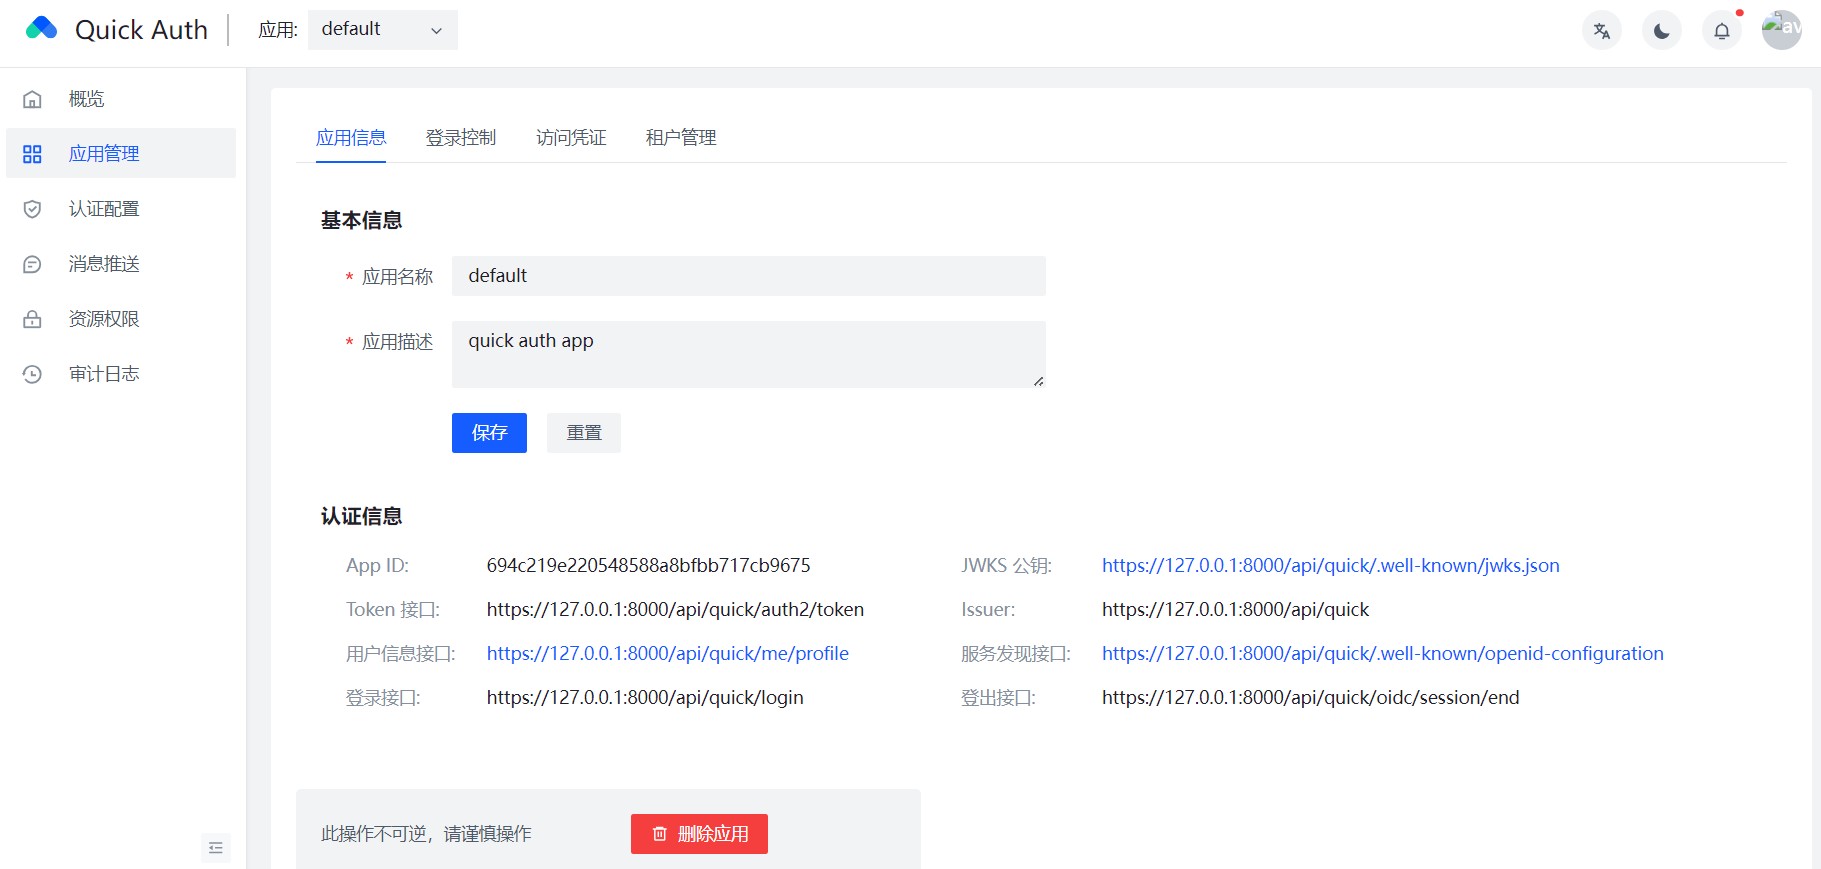 Quick Auth
应用:
default
概览
应用管理
认证配置
消息推送
资源权限
审计日志
应用信息 登录控制 访问凭证 租户管理
基本信息
* 应用名称 default
* 应用描述 quick auth app
保存 重置
认证信息
App ID: 694c219e220548588a8bfbb717cb9675 JWKS 公钥: https://127.0.0.1:8000/api/quick/.well-known/jwks.json
Token 接口: https://127.0.0.1:8000/api/quick/auth2/token Issuer: https://127.0.0.1:8000/api/quick
用户信息接口: https://127.0.0.1:8000/api/quick/me/profile 服务发现接口: https://127.0.0.1:8000/api/quick/.well-known/openid-configuration
登录接口: https://127.0.0.1:8000/api/quick/login 登出接口: https://127.0.0.1:8000/api/quick/oidc/session/end
此操作不可逆，请谨慎操作 删除应用